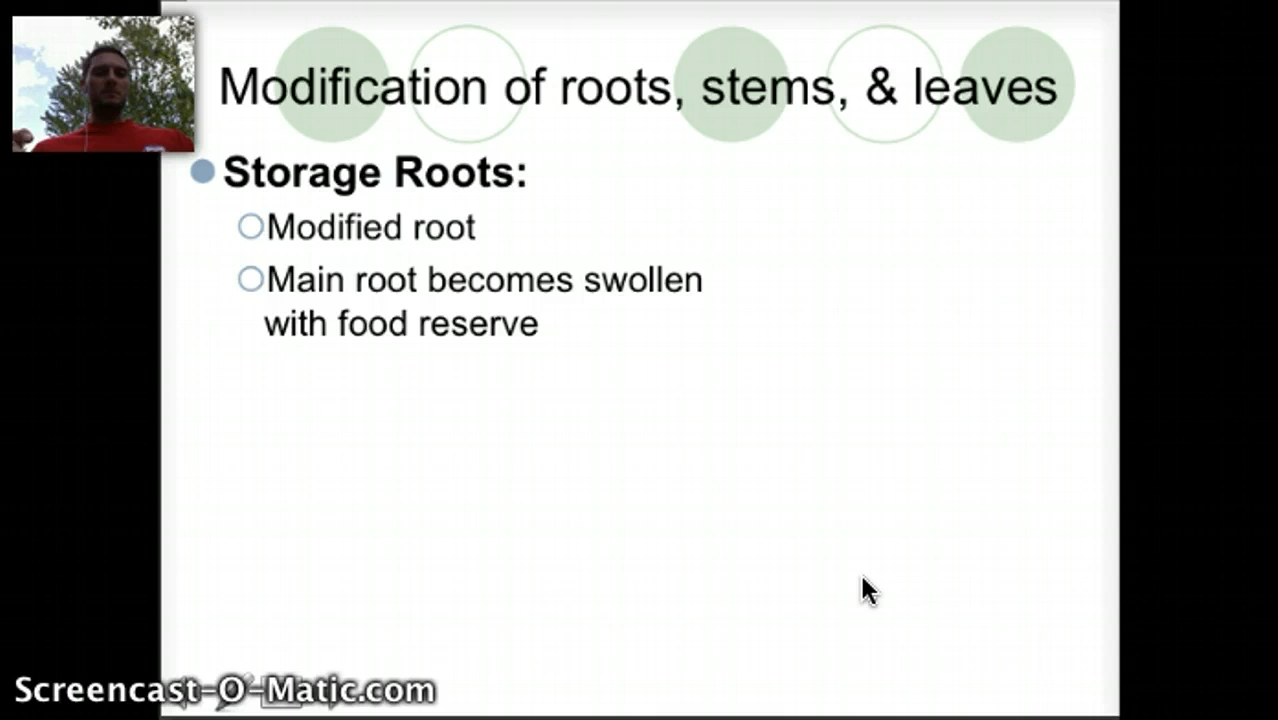 Modification of roots, stems, & leaves
Storage Roots:
Modified root
Main root becomes swollen
with food reserve
Screencast-O-Matic.com